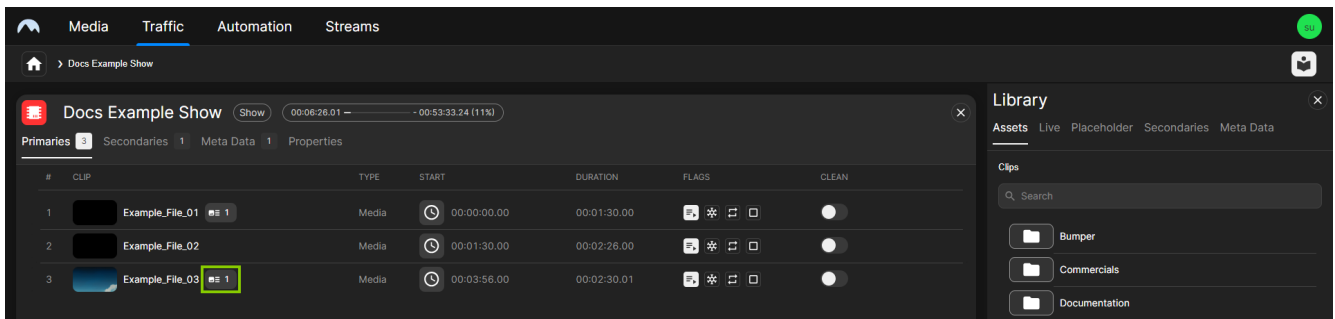 Media Traffic Automation Streams
SU
> Docs Example Show
Docs Example Show Show 00:06:26.01 - 00:53:33.24 (11%)
Primaries 3 Secondaries 1 Meta Data 1 Properties
# CLIP TYPE START DURATION FLAGS CLEAN
1 Example_File_01 1 Media 00:00:00.00 00:01:30.00
2 Example_File_02 Media 00:01:30.00 00:02:26.00
3 Example_File_03 1 Media 00:03:56.00 00:02:30.01
Library
Assets Live Placeholder Secondaries Meta Data
Clips
Search
Bumper
Commercials
Documentation